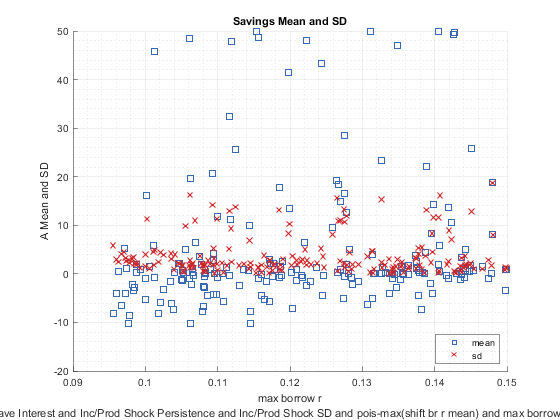 Savings Mean and SD
A Mean and SD
50
40
30
20
10
0
-10
-20
0.09
0.1
0.11
0.12
0.13
0.14
0.15
max borrow r
mean
sd
ave Interest and Inc/Prod Shock Persistence and Inc/Prod Shock SD and pois-max(shift br r mean) and max borrow